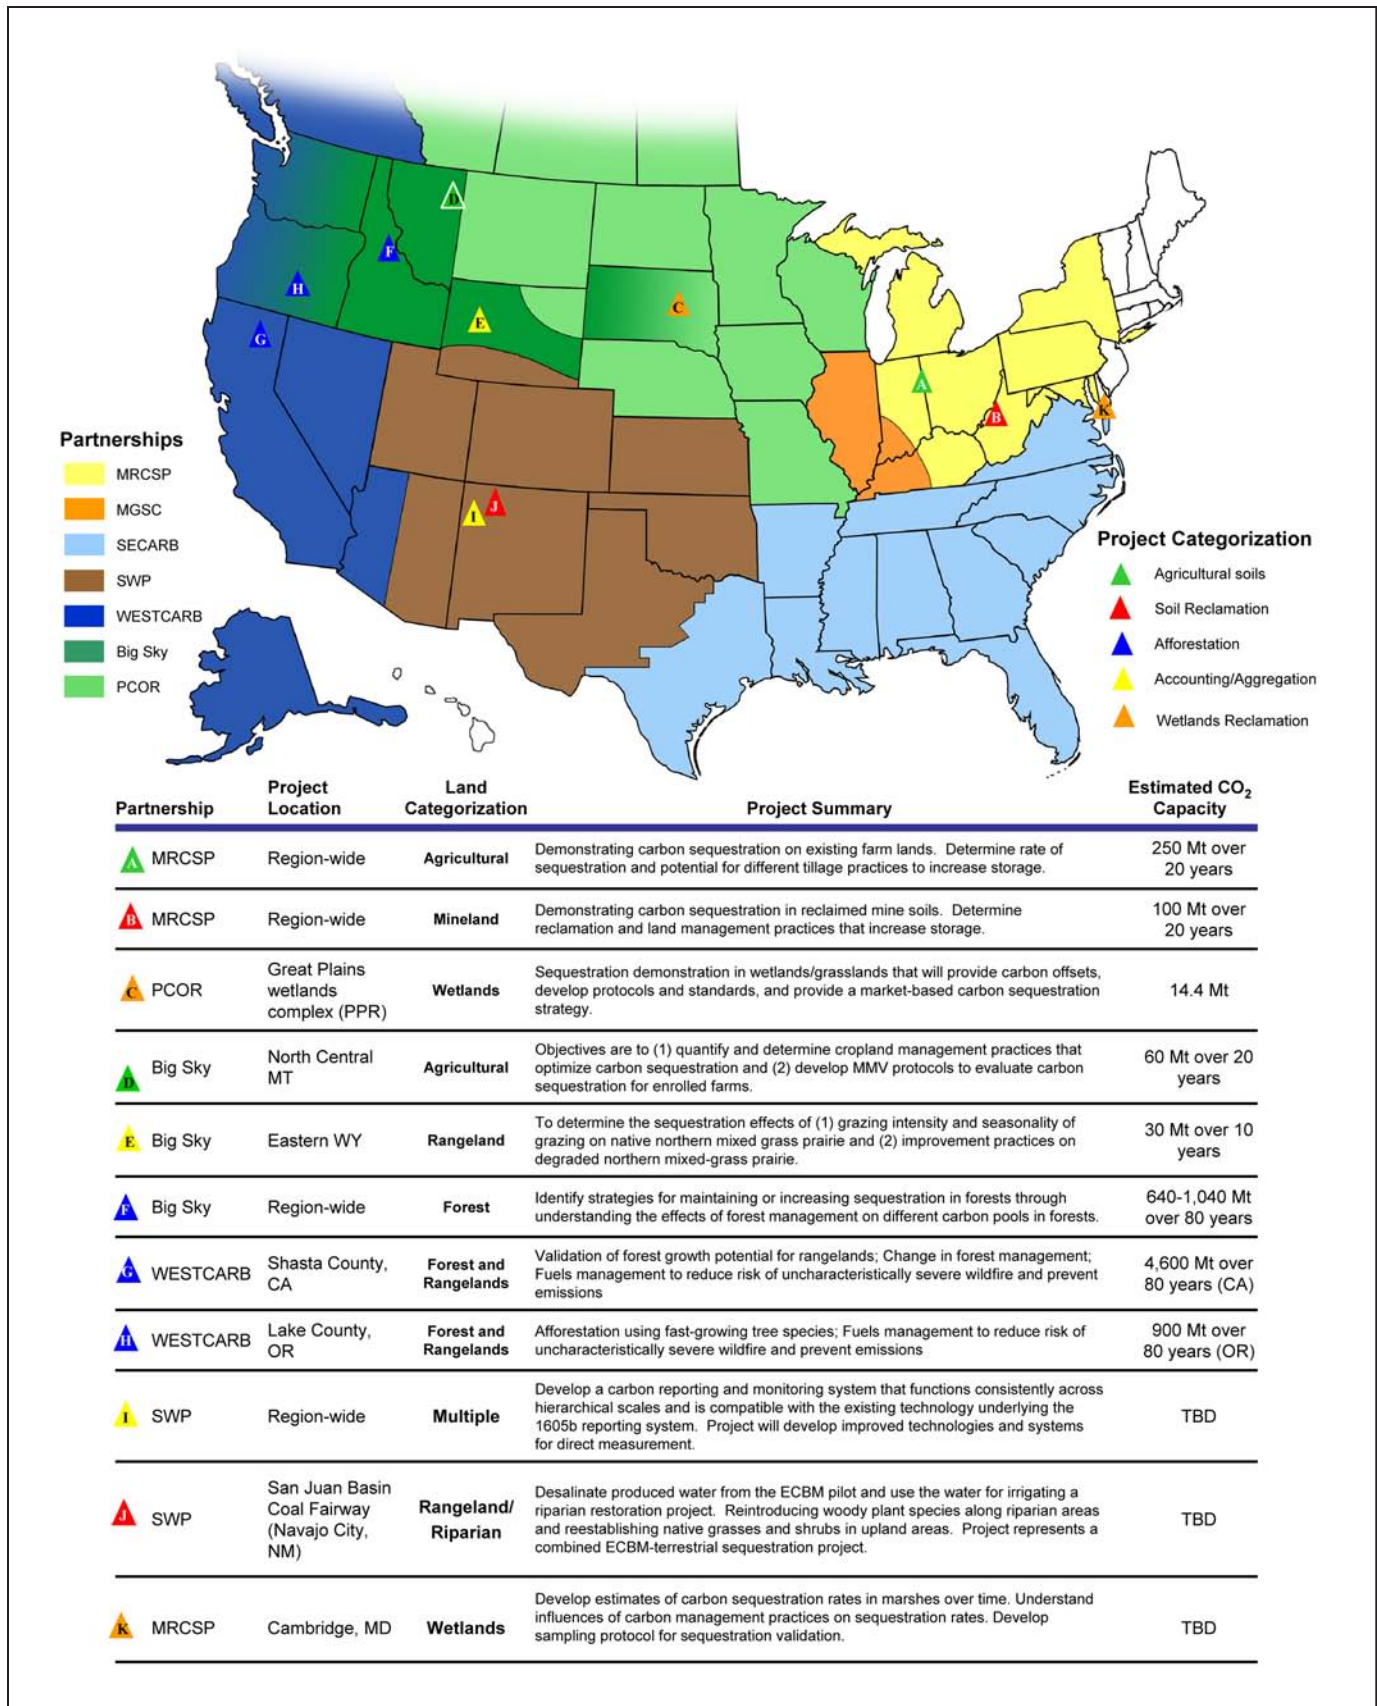 D
F
H
E
C
G
A
B
K
I
J
Partnerships
MRCSP
MGSC
SECARB
SWP
WESTCARB
Big Sky
PCOR
Project Categorization
Agricultural soils
Soil Reclamation
Afforestation
Accounting/Aggregation
Wetlands Reclamation
Partnership
Project
Location
Land
Categorization
Project Summary
Estimated CO2
Capacity
A MRCSP
Region-wide
Agricultural
Demonstrating carbon sequestration on existing farm lands. Determine rate of
sequestration and potential for different tillage practices to increase storage.
250 Mt over
20 years
B MRCSP
Region-wide
Mineland
Demonstrating carbon sequestration in reclaimed mine soils. Determine
reclamation and land management practices that increase storage.
100 Mt over
20 years
C PCOR
Great Plains
wetlands
complex (PPR)
Wetlands
Sequestration demonstration in wetlands/grasslands that will provide carbon offsets,
develop protocols and standards, and provide a market-based carbon sequestration
strategy.
14.4 Mt
D Big Sky
North Central
MT
Agricultural
Objectives are to (1) quantify and determine cropland management practices that
optimize carbon sequestration and (2) develop MMV protocols to evaluate carbon
sequestration for enrolled farms.
60 Mt over 20
years
E Big Sky
Eastern WY
Rangeland
To determine the sequestration effects of (1) grazing intensity and seasonality of
grazing on native northern mixed grass prairie and (2) improvement practices on
degraded northern mixed-grass prairie.
30 Mt over 10
years
F Big Sky
Region-wide
Forest
Identify strategies for maintaining or increasing sequestration in forests through
understanding the effects of forest management on different carbon pools in forests.
640-1,040 Mt
over 80 years
G WESTCARB
Shasta County,
CA
Forest and
Rangelands
Validation of forest growth potential for rangelands; Change in forest management;
Fuels management to reduce risk of uncharacteristically severe wildfire and prevent
emissions
4,600 Mt over
80 years (CA)
H WESTCARB
Lake County,
OR
Forest and
Rangelands
Afforestation using fast-growing tree species; Fuels management to reduce risk of
uncharacteristically severe wildfire and prevent emissions
900 Mt over
80 years (OR)
I SWP
Region-wide
Multiple
Develop a carbon reporting and monitoring system that functions consistently across
hierarchical scales and is compatible with the existing technology underlying the
1605b reporting system. Project will develop improved technologies and systems
for direct measurement.
TBD
J SWP
San Juan Basin
Coal Fairway
(Navajo City,
NM)
Rangeland/
Riparian
Desalinate produced water from the ECBM pilot and use the water for irrigating a
riparian restoration project. Reintroducing woody plant species along riparian areas
and reestablishing native grasses and shrubs in upland areas. Project represents a
combined ECBM-terrestrial sequestration project.
TBD
K MRCSP
Cambridge, MD
Wetlands
Develop estimates of carbon sequestration rates in marshes over time. Understand
influences of carbon management practices on sequestration rates. Develop
sampling protocol for sequestration validation.
TBD